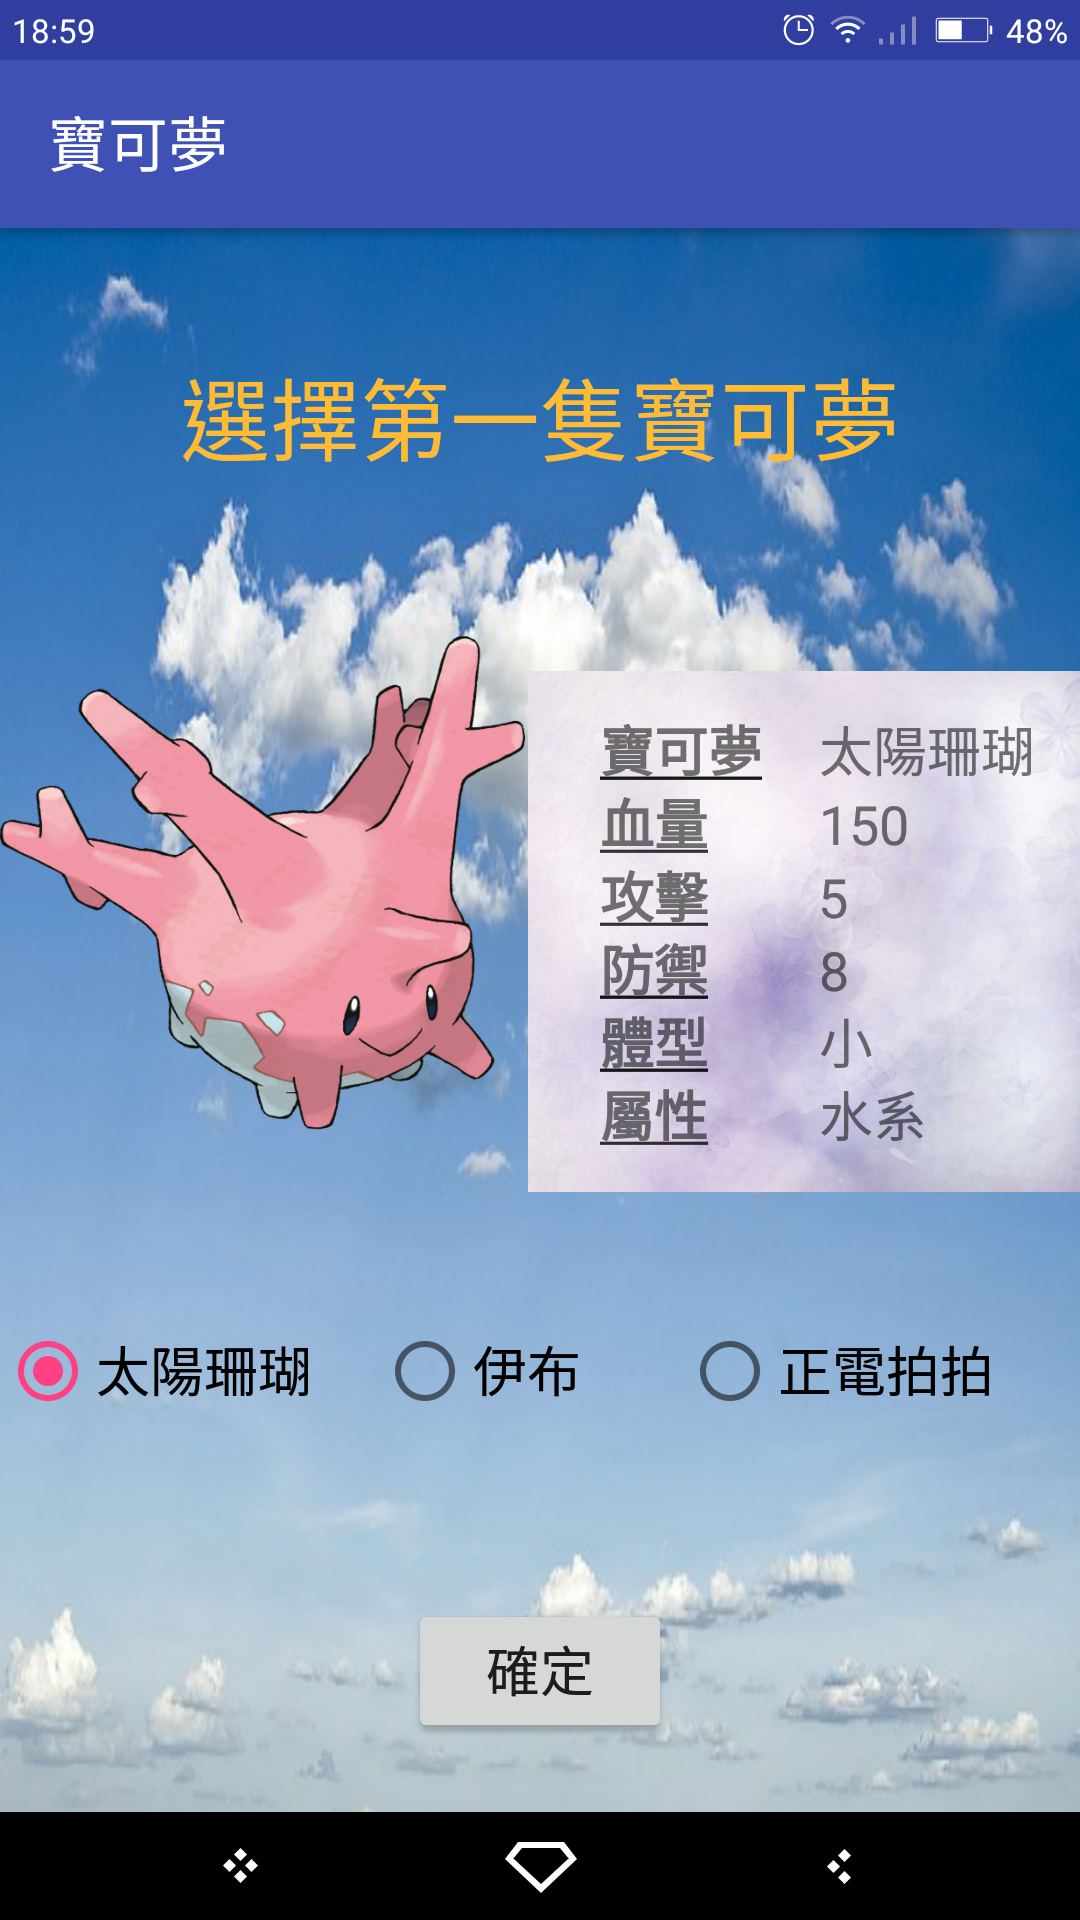 18:59 48%
寶可夢
選擇第一隻寶可夢
寶可夢 太陽珊瑚
血量 150
攻擊 5
防禦 8
體型 小
屬性 水系
太陽珊瑚 伊布 正電拍拍
確定